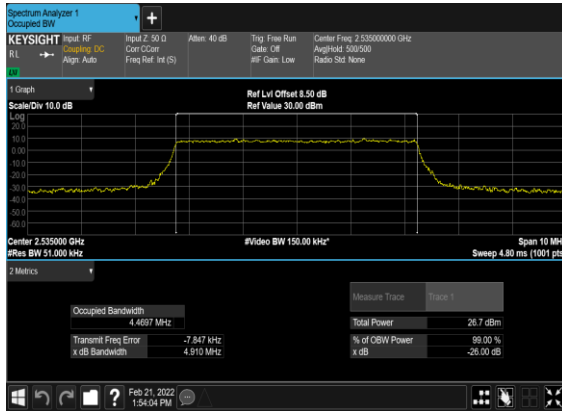 Spectrum Analyzer 1
Occupied BW
+
KEYSIGHT
RL
LW
Input: RF
Coupling: DC
Align: Auto
Input Z: 50 Ω
Corr CCorr
Freq Ref: Int (S)
Atten: 40 dB
Trig: Free Run
Gate: Off
#IF Gain: Low
Center Freq: 2.535000000 GHz
Avg|Hold: 500/500
Radio Std: None
1 Graph
Scale/Div 10.0 dB
Ref Lvl Offset 8.50 dB
Ref Value 30.00 dBm
Log
20.0
10.0
0.00
-10.0
-20.0
-30.0
-40.0
-50.0
-60.0
Center 2.535000 GHz
#Res BW 51.000 kHz
#Video BW 150.00 kHz*
Span 10 MH
Sweep 4.80 ms (1001 pts
2 Metrics
Occupied Bandwidth
4.4697 MHz
Transmit Freq Error -7.847 kHz
x dB Bandwidth 4.910 MHz
Measure Trace Trace 1
Total Power 26.7 dBm
% of OBW Power 99.00 %
x dB -26.00 dB
?
Feb 21, 2022
1:54:04 PM